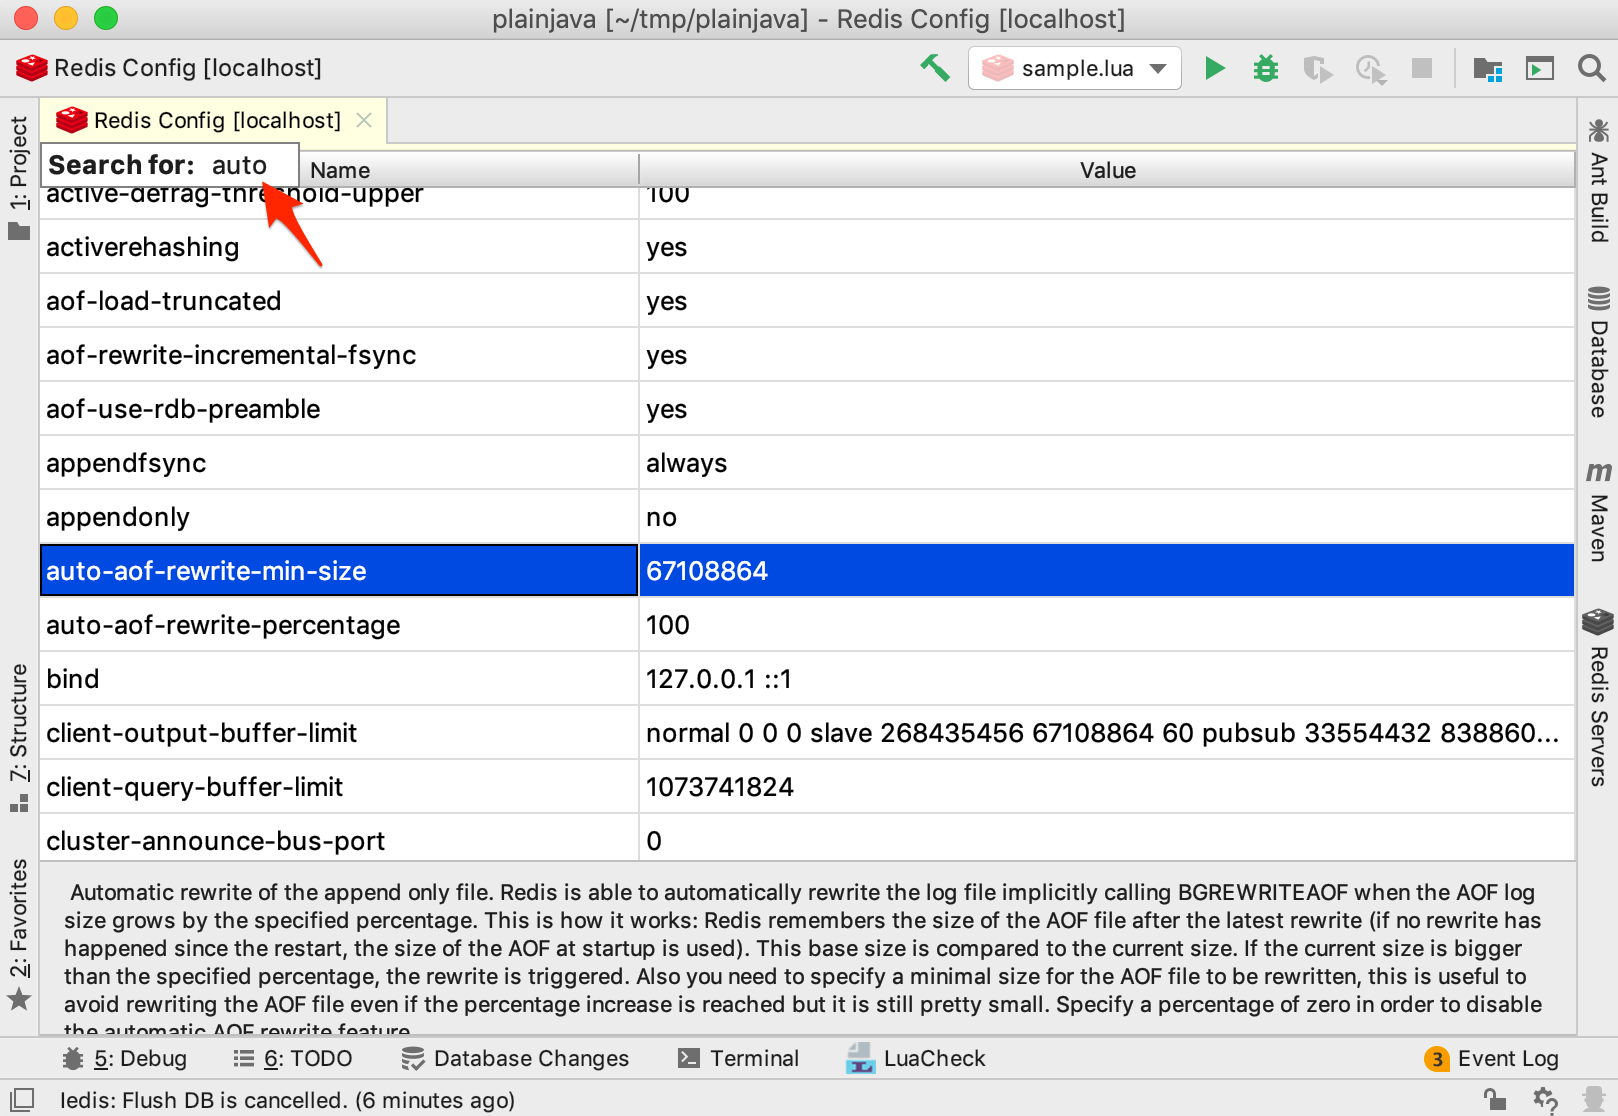 plainjava [~/tmp/plainjava] - Redis Config [localhost]
Redis Config [localhost]
sample.lua
Redis Config [localhost]
Search for: auto
Name
Value
active-defrag-threshold-upper
100
activerehashing
yes
aof-load-truncated
yes
aof-rewrite-incremental-fsync
yes
aof-use-rdb-preamble
yes
appendfsync
always
appendonly
no
auto-aof-rewrite-min-size
67108864
auto-aof-rewrite-percentage
100
bind
127.0.0.1 ::1
client-output-buffer-limit
normal 0 0 0 slave 268435456 67108864 60 pubsub 33554432 838860...
client-query-buffer-limit
1073741824
cluster-announce-bus-port
0
Automatic rewrite of the append only file. Redis is able to automatically rewrite the log file implicitly calling BGREWRITEAOF when the AOF log
size grows by the specified percentage. This is how it works: Redis remembers the size of the AOF file after the latest rewrite (if no rewrite has
happened since the restart, the size of the AOF at startup is used). This base size is compared to the current size. If the current size is bigger
than the specified percentage, the rewrite is triggered. Also you need to specify a minimal size for the AOF file to be rewritten, this is useful to
avoid rewriting the AOF file even if the percentage increase is reached but it is still pretty small. Specify a percentage of zero in order to disable
the automatic AOF rewrite feature.
1: Project
7: Structure
2: Favorites
Ant Build
Database
m
Maven
Redis Servers
5: Debug
6: TODO
Database Changes
Terminal
LuaCheck
3
Event Log
Iedis: Flush DB is cancelled. (6 minutes ago)